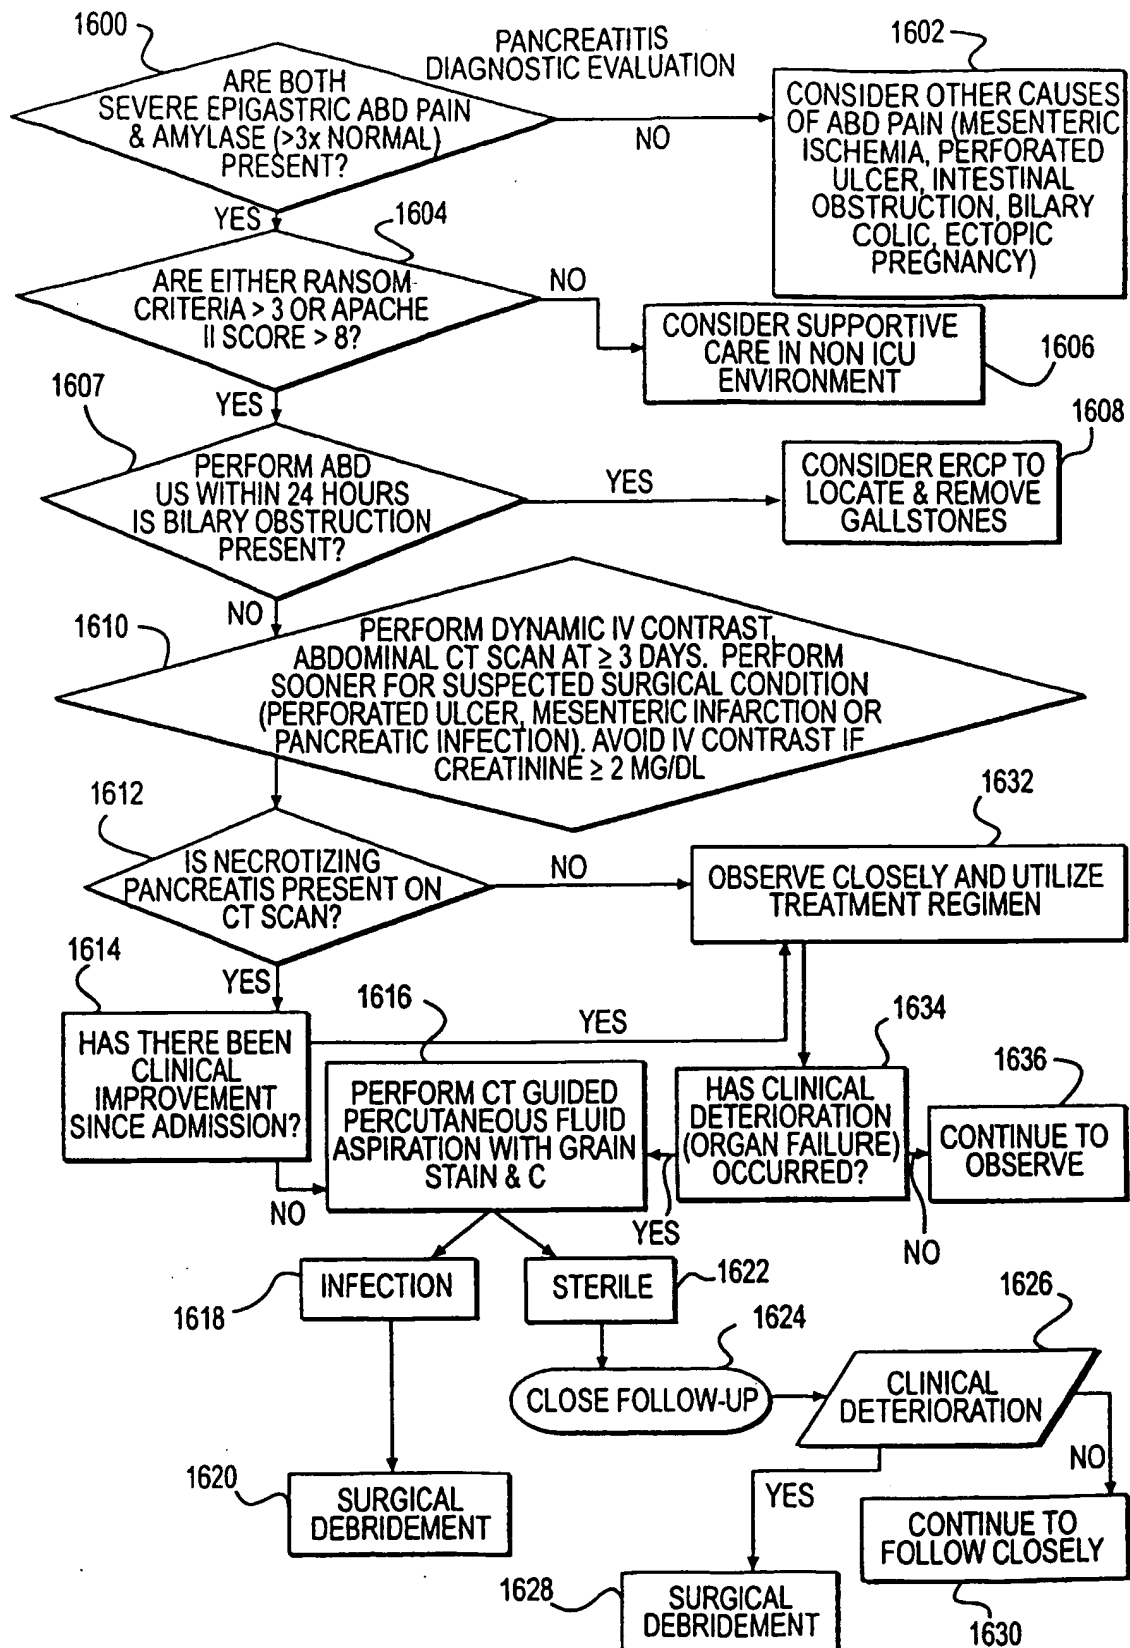 PANCREATITIS
DIAGNOSTIC EVALUATION
1600
ARE BOTH
SEVERE EPIGASTRIC ABD PAIN
& AMYLASE (>3x NORMAL)
PRESENT?
NO
1602
CONSIDER OTHER CAUSES
OF ABD PAIN (MESENTERIC
ISCHEMIA, PERFORATED
ULCER, INTESTINAL
OBSTRUCTION, BILARY
COLIC, ECTOPIC
PREGNANCY)
YES
1604
ARE EITHER RANSOM
CRITERIA > 3 OR APACHE
II SCORE > 8?
NO
CONSIDER SUPPORTIVE
CARE IN NON ICU
ENVIRONMENT
1606
YES
1607
PERFORM ABD
US WITHIN 24 HOURS
IS BILARY OBSTRUCTION
PRESENT?
YES
1608
CONSIDER ERCP TO
LOCATE & REMOVE
GALLSTONES
NO
1610
PERFORM DYNAMIC IV CONTRAST,
ABDOMINAL CT SCAN AT ≥ 3 DAYS. PERFORM
SOONER FOR SUSPECTED SURGICAL CONDITION
(PERFORATED ULCER, MESENTERIC INFARCTION OR
PANCREATIC INFECTION). AVOID IV CONTRAST IF
CREATININE ≥ 2 MG/DL
1612
IS NECROTIZING
PANCREATIS PRESENT ON
CT SCAN?
NO
1632
OBSERVE CLOSELY AND UTILIZE
TREATMENT REGIMEN
YES
1614
HAS THERE BEEN
CLINICAL
IMPROVEMENT
SINCE ADMISSION?
YES
NO
1616
PERFORM CT GUIDED
PERCUTANEOUS FLUID
ASPIRATION WITH GRAIN
STAIN & C
1634
HAS CLINICAL
DETERIORATION
(ORGAN FAILURE)
OCCURRED?
YES
NO
1636
CONTINUE TO
OBSERVE
INFECTION
1618
STERILE
1622
1624
CLOSE FOLLOW-UP
1626
CLINICAL
DETERIORATION
1620
SURGICAL
DEBRIDEMENT
YES
NO
1628
SURGICAL
DEBRIDEMENT
CONTINUE TO
FOLLOW CLOSELY
1630